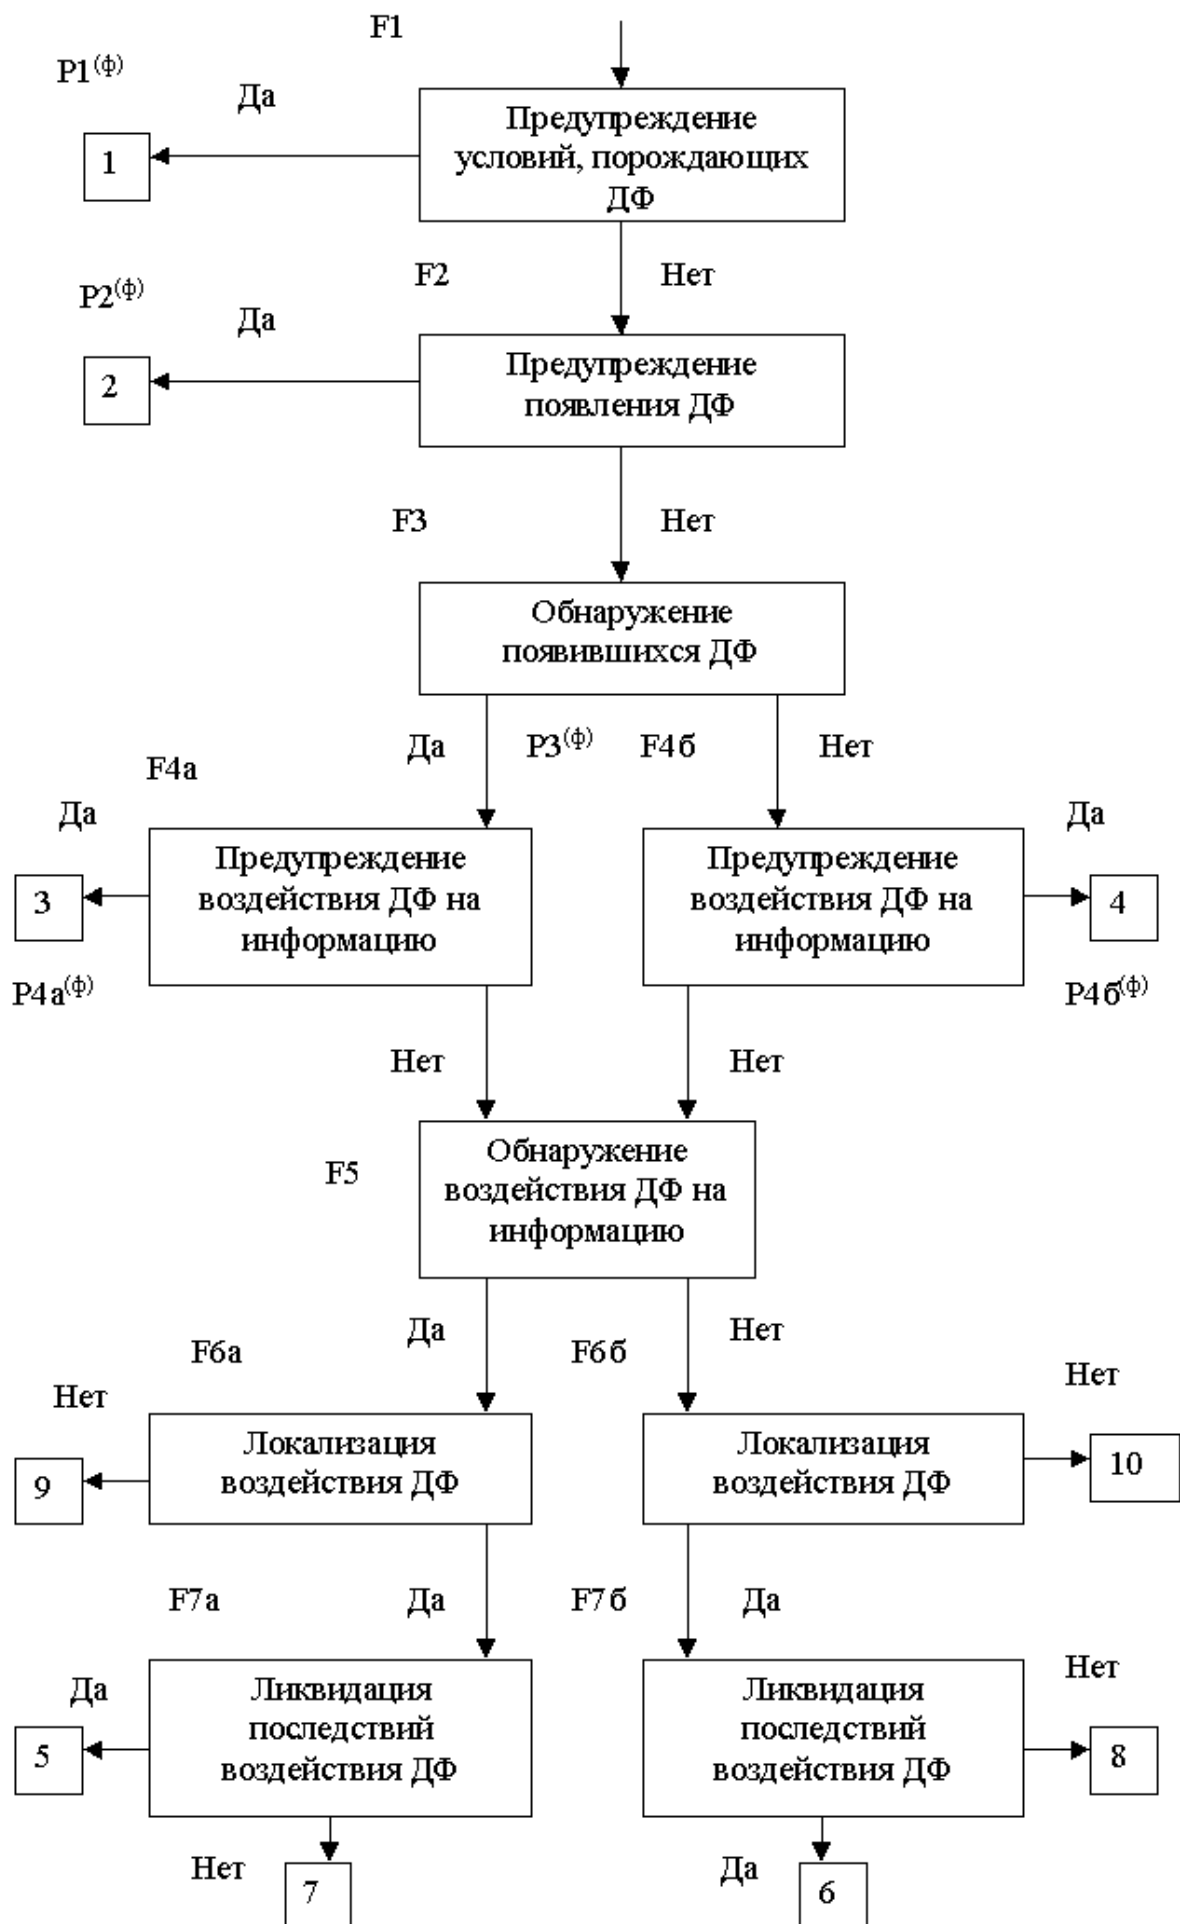 F1
P1(ф)
Да
1
Предупреждение
условий, порождающих
ДФ
F2
Нет
P2(ф)
Да
2
Предупреждение
появления ДФ
F3
Нет
Обнаружение
появившихся ДФ
Да
P3(ф)
F4б
Нет
F4а
Да
Да
3
Предупреждение
воздействия ДФ на
информацию
Предупреждение
воздействия ДФ на
информацию
4
P4а(ф)
P4б(ф)
Нет
Нет
F5
Обнаружение
воздействия ДФ на
информацию
Да
Нет
F6а
F6б
Нет
Нет
9
Локализация
воздействия ДФ
Локализация
воздействия ДФ
10
F7а
Да
F7б
Да
Да
Нет
5
Ликвидация
последствий
воздействия ДФ
Ликвидация
последствий
воздействия ДФ
8
Нет
7
Да
6